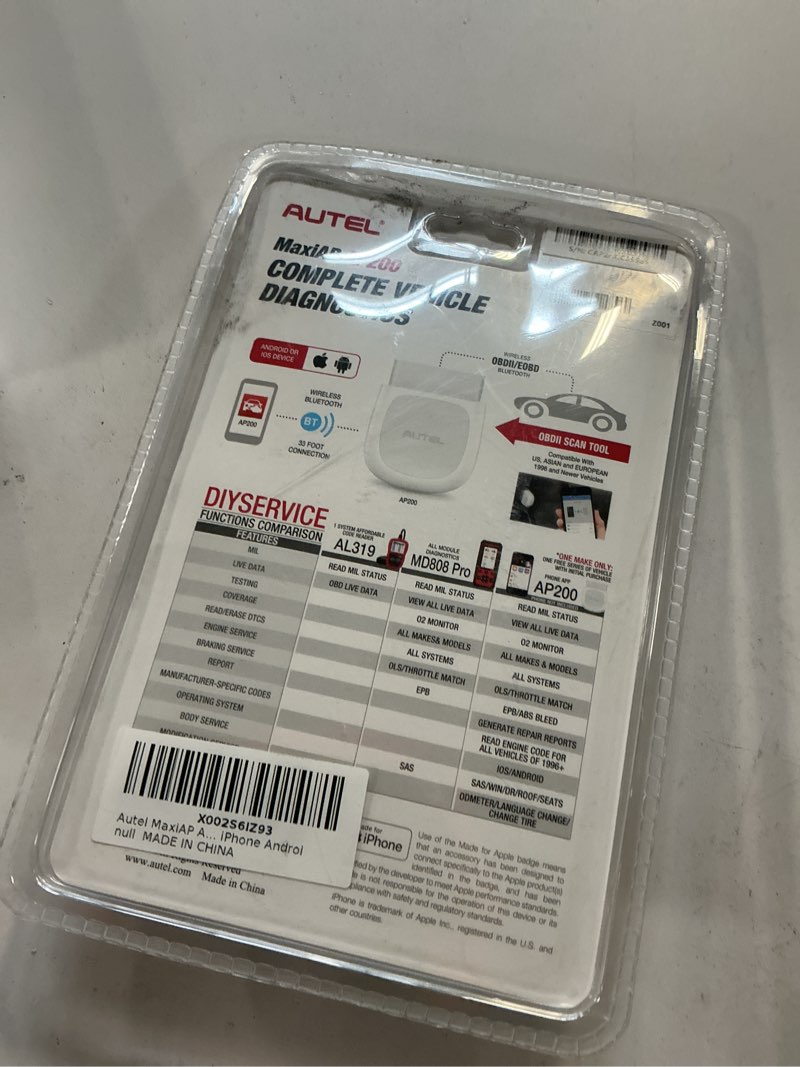 AUTEL
MaxiAP 200
COMPLETE VEHICLE
DIAGNOSTICS
Z001
ANDROID OR
IOS DEVICE
AP200
WIRELESS
BLUETOOTH
BT
33 FOOT
CONNECTION
AUTEL
AP200
WIRELESS
OBDII/EOBD
BLUETOOTH
OBDII SCAN TOOL
Compatible With
US, ASIAN and EUROPEAN
1996 and Newer Vehicles
DIYSERVICE
FUNCTIONS COMPARISON
FEATURES
MIL
LIVE DATA
TESTING
COVERAGE
READ/ERASE DTCS
ENGINE SERVICE
BRAKING SERVICE
REPORT
MANUFACTURER-SPECIFIC CODES
OPERATING SYSTEM
BODY SERVICE
1 SYSTEM AFFORDABLE
CODE READER
AL319
READ MIL STATUS
OBD LIVE DATA
ALL MODULE
DIAGNOSTICS
MD808 Pro
READ MIL STATUS
VIEW ALL LIVE DATA
O2 MONITOR
ALL MAKES& MODELS
ALL SYSTEMS
OLS/THROTTLE MATCH
EPB
SAS
*ONE MAKE ONLY:
ONE FREE SERIES OF VEHICLE
WITH INITIAL PURCHASE
PHONE APP
AP200
PHONE NOT INCLUDED
READ MIL STATUS
VIEW ALL LIVE DATA
O2 MONITOR
ALL MAKES & MODELS
ALL SYSTEMS
OLS/THROTTLE MATCH
EPB/ABS BLEED
GENERATE REPAIR REPORTS
READ ENGINE CODE FOR
ALL VEHICLES OF 1996+
IOS/ANDROID
SAS/WIN/DR/ROOF/SEATS
ODMETER/LANGUAGE CHANGE/
CHANGE TIRE
X002S6IZ93
Autel MaxiAP A... iPhone Androi
null MADE IN CHINA
Rights Reserved
www.autel.com Made in China
for
iPhone
Use of the Made for Apple badge means
that an accessory has been designed to
connect specifically to the Apple product(s)
identified in the badge, and has been
by the developer to meet Apple performance standards.
is not responsible for the operation of this device or its
with safety and regulatory standards.
iPhone is trademark of Apple Inc., registered in the U.S. and
other countries.